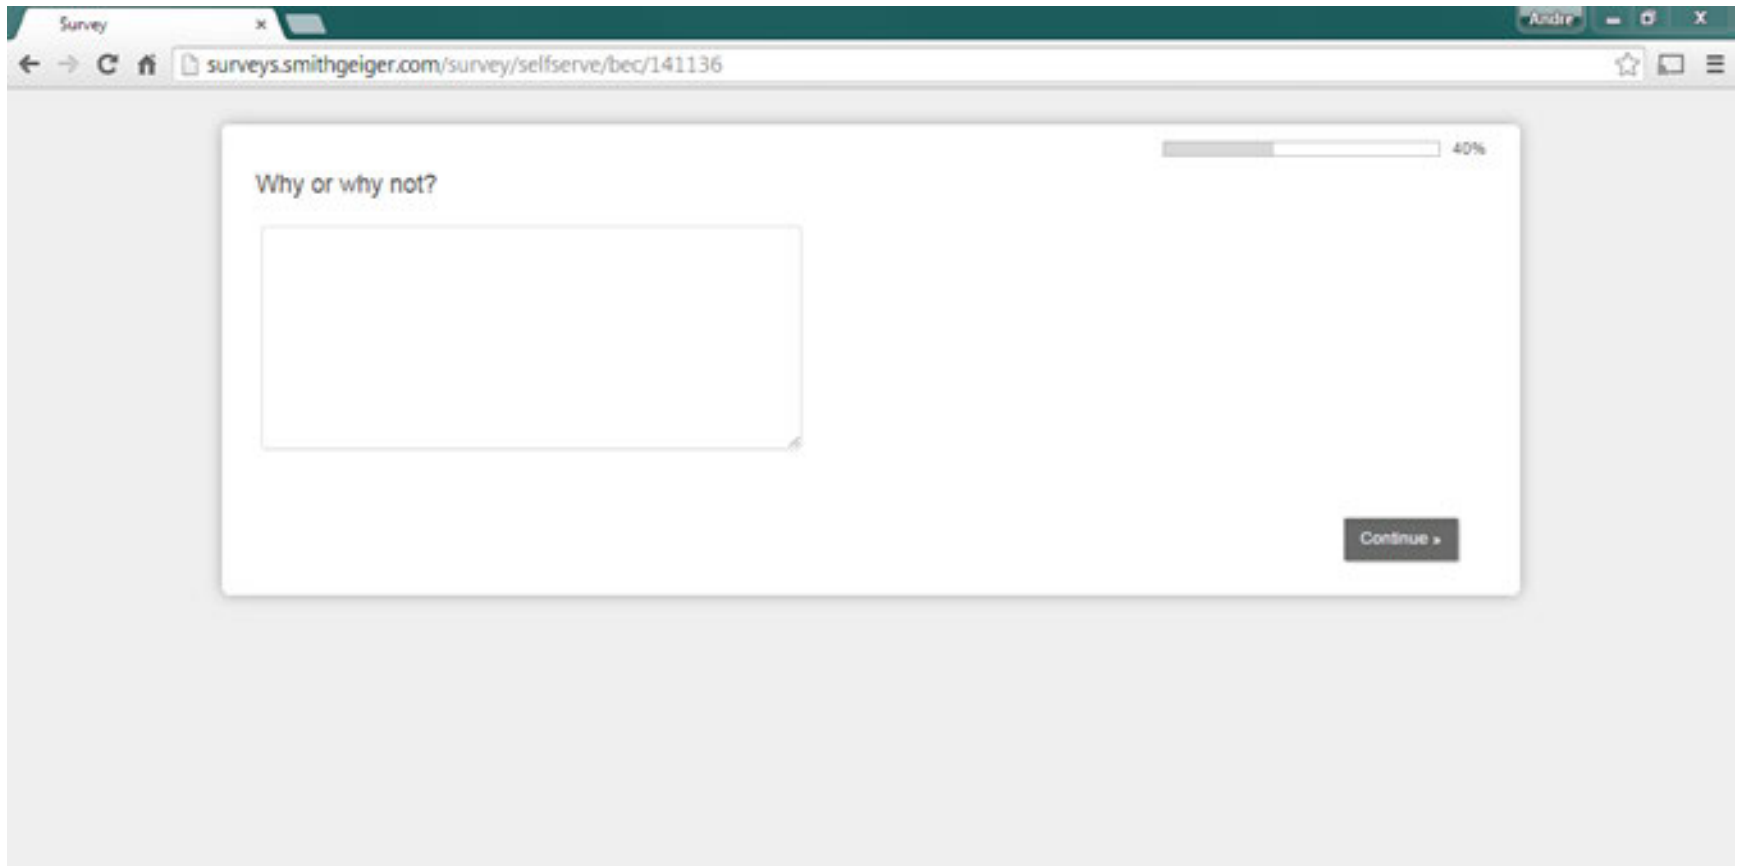 Survey
Andre
surveys.smithgeiger.com/survey/selfserve/bec/141136
40%
Why or why not?
Continue »